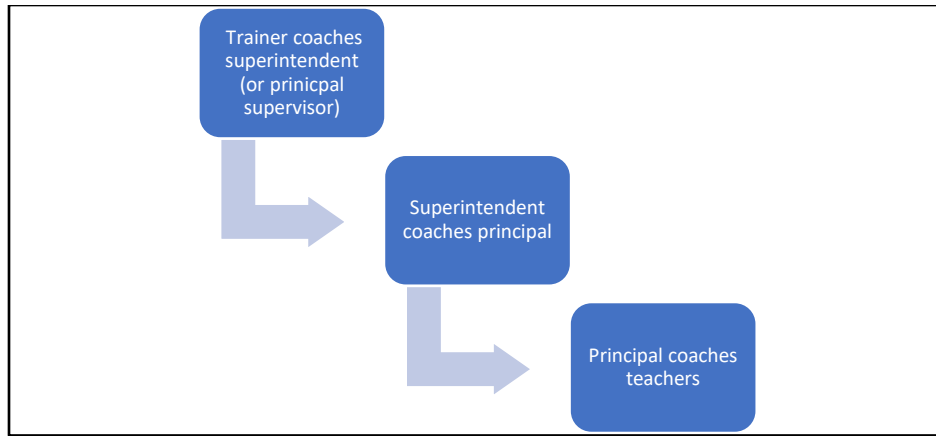 Trainer coaches
superintendent
(or prinicpal
supervisor)
Superintendent
coaches principal
Principal coaches
teachers